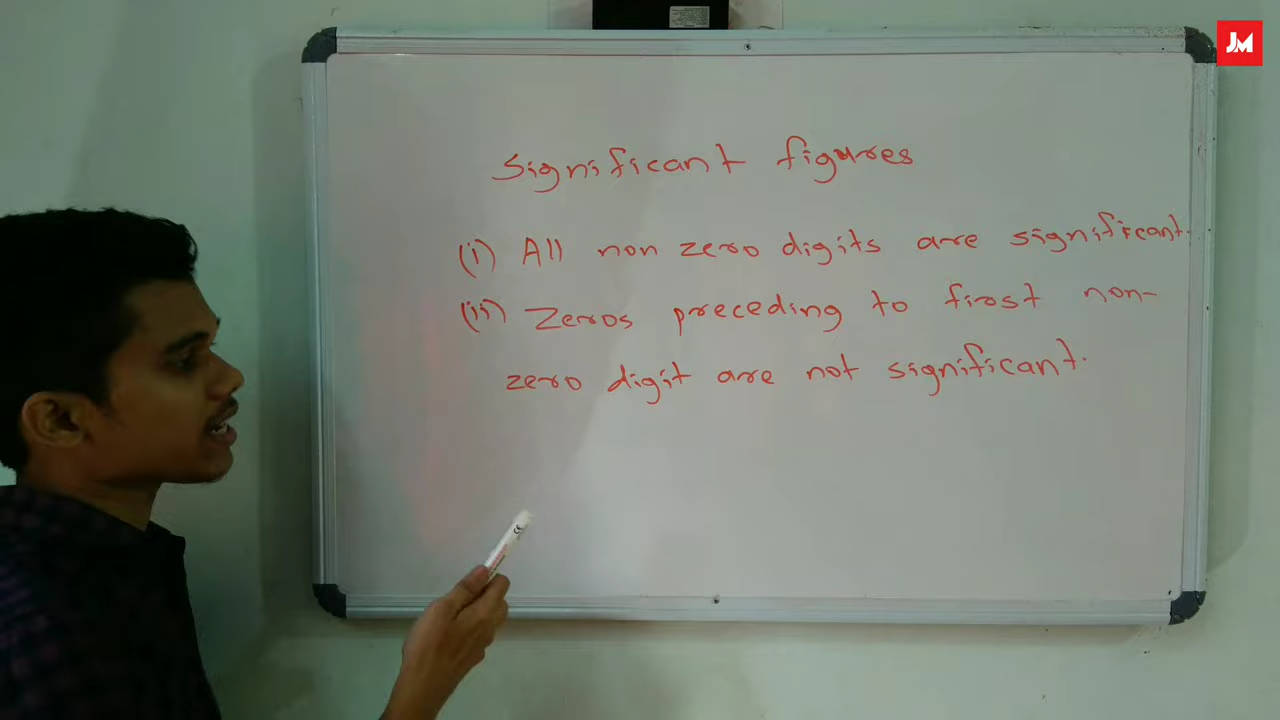 JM
Significant figures
(i) All non zero digits are significant.
(ii) Zeros preceding to first non-
zero digit are not significant.